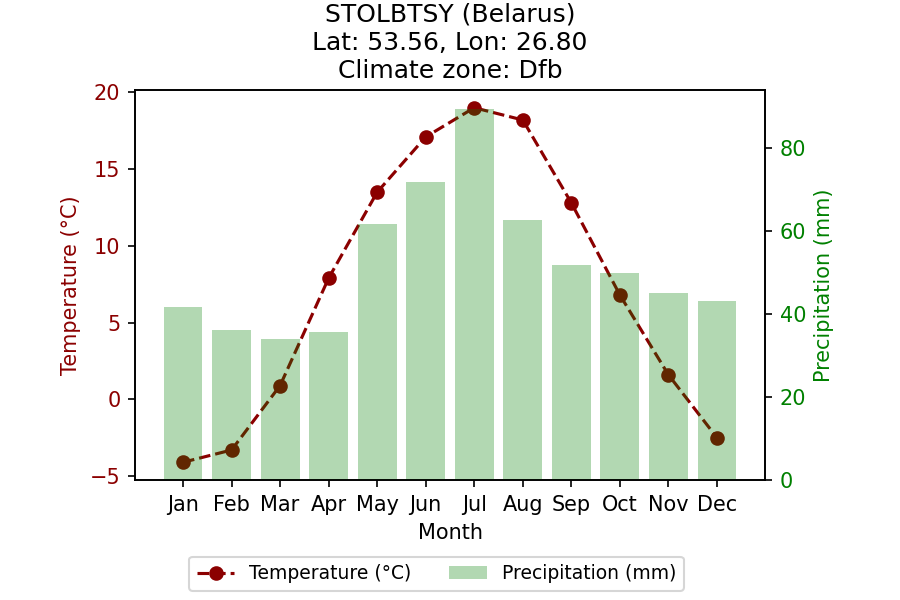 STOLBTSY (Belarus)
Lat: 53.56, Lon: 26.80
Climate zone: Dfb
20
15
10
5
0
−5
Temperature (°C)
80
60
40
20
0
Precipitation (mm)
Jan Feb Mar Apr May Jun Jul Aug Sep Oct Nov Dec
Month
Temperature (°C) Precipitation (mm)